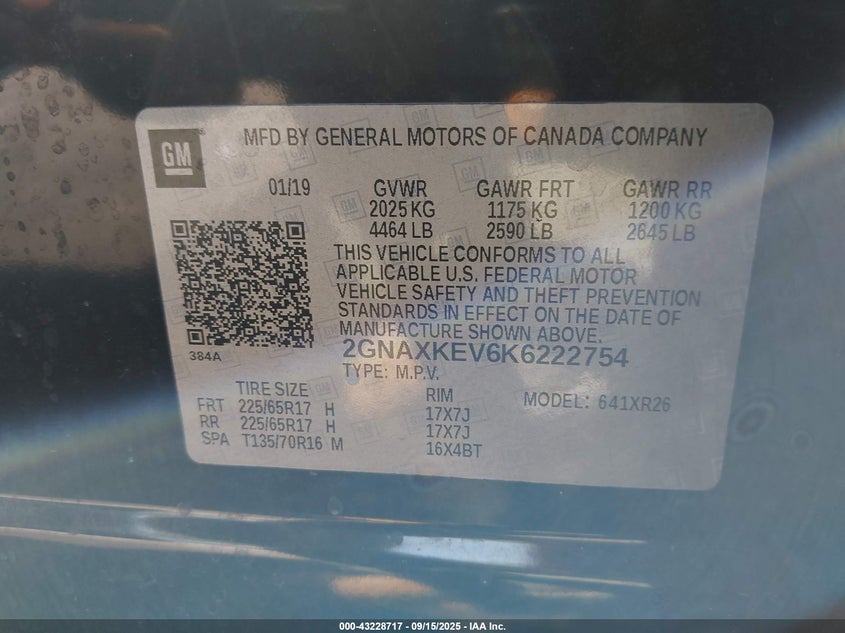 GM
MFD BY GENERAL MOTORS OF CANADA COMPANY
01/19 GVWR GAWR FRT GAWR RR
2025 KG 1175 KG 1200 KG
4464 LB 2590 LB 2645 LB
THIS VEHICLE CONFORMS TO ALL
APPLICABLE U.S. FEDERAL MOTOR
VEHICLE SAFETY AND THEFT PREVENTION
STANDARDS IN EFFECT ON THE DATE OF
MANUFACTURE SHOWN ABOVE.
384A
2GNAXKEV6K6222754
TYPE: M.P.V.
TIRE SIZE RIM MODEL: 641XR26
FRT 225/65R17 H 17X7J
RR 225/65R17 H 17X7J
SPA T135/70R16 M 16X4BT
000-43228717 - 09/15/2025 - IAA Inc.